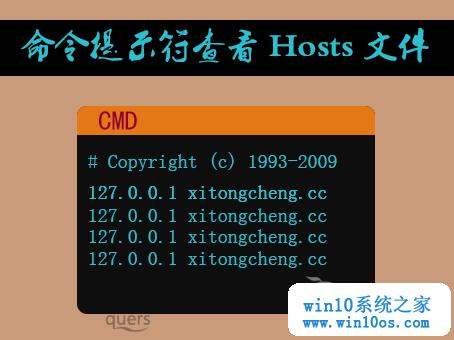 命令提示行查看 Hosts 文件
CMD
# Copyright (c) 1993-2009
127.0.0.1 xitongcheng.cc
127.0.0.1 xitongcheng.cc
127.0.0.1 xitongcheng.cc
127.0.0.1 xitongcheng.cc
quers
win10系统之家
www.win10os.com